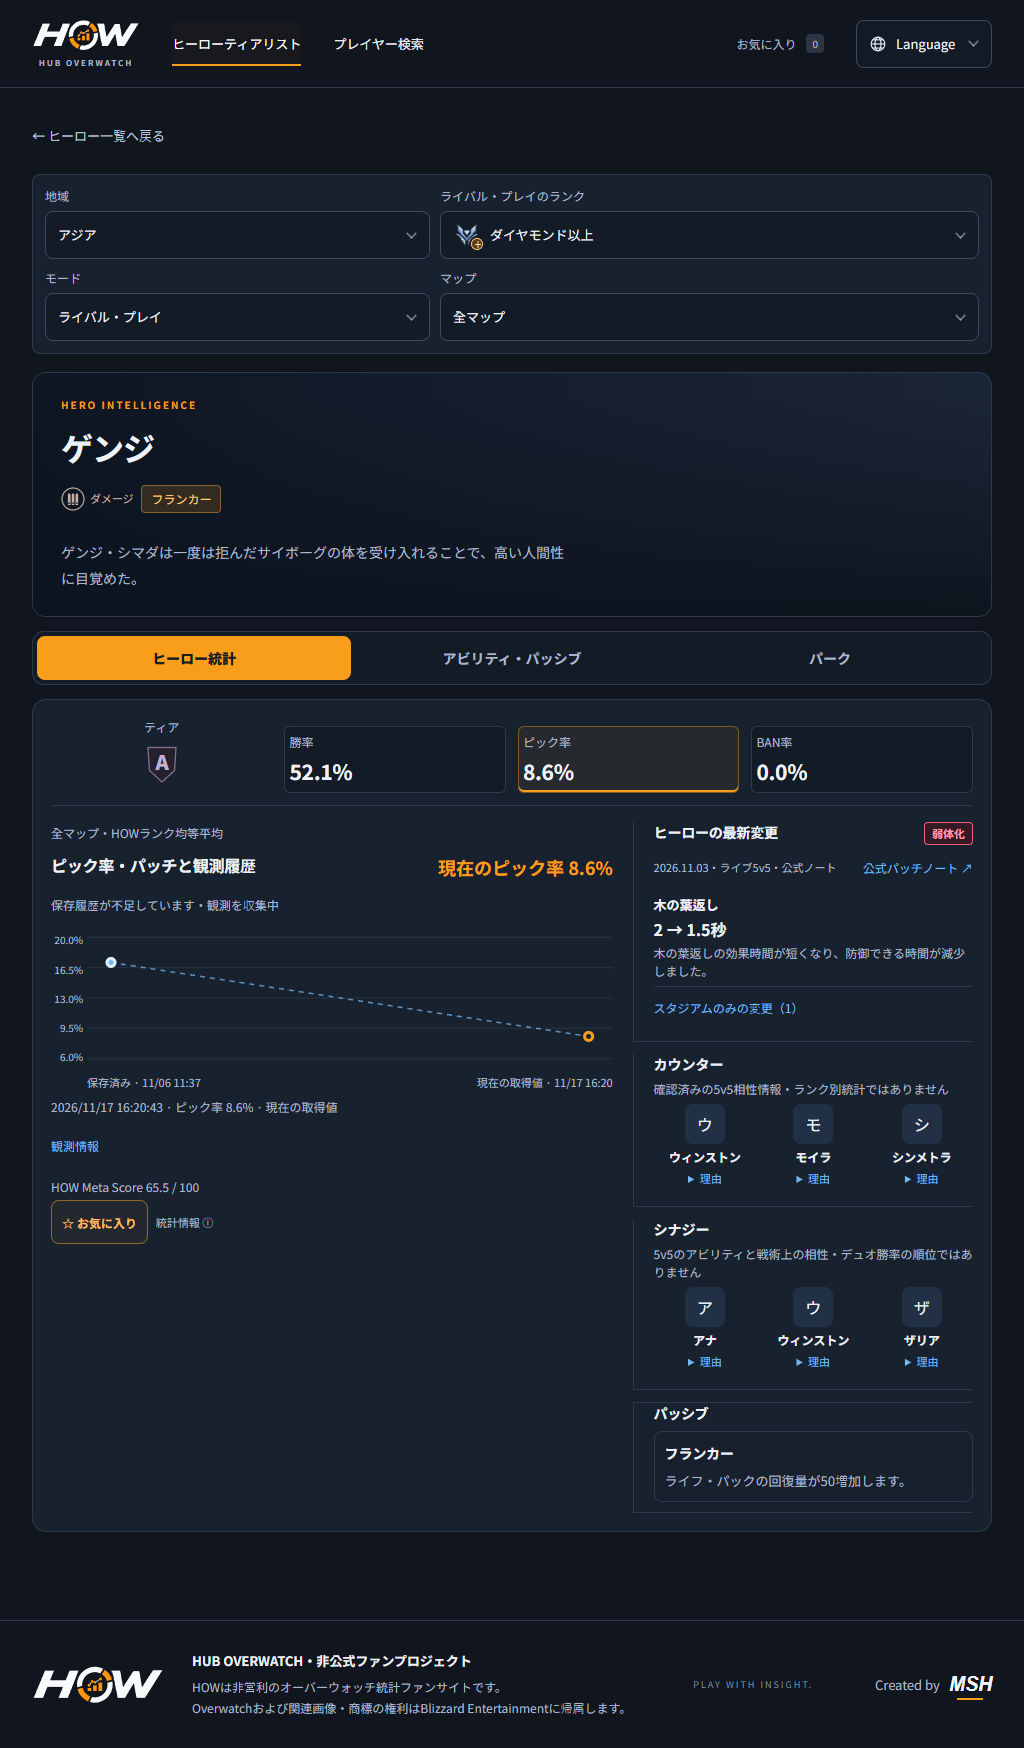 HOW
HUB OVERWATCH
ヒーローティアリスト
プレイヤー検索
お気に入り 0
Language
← ヒーロー一覧へ戻る
地域
ライバル・プレイのランク
アジア
ダイヤモンド以上
モード
マップ
ライバル・プレイ
全マップ
HERO INTELLIGENCE
ゲンジ
ダメージ フランカー
ゲンジ・シマダは一度は拒んだサイボーグの体を受け入れることで、高い人間性
に目覚めた。
ヒーロー統計
アビリティ・パッシブ
パーク
ティア
A
勝率
52.1%
ピック率
8.6%
BAN率
0.0%
全マップ・HOWランク均等平均
ピック率・パッチと観測履歴
現在のピック率 8.6%
保存履歴が不足しています・観測を収集中
20.0%
16.5%
13.0%
9.5%
6.0%
保存済み · 11/06 11:37
現在の取得値 · 11/17 16:20
2026/11/17 16:20:43 · ピック率 8.6% · 現在の取得値
観測情報
HOW Meta Score 65.5 / 100
☆ お気に入り
統計情報 ⓘ
ヒーローの最新変更
弱体化
2026.11.03・ライブ5v5・公式ノート
公式パッチノート ↗
木の葉返し
2 → 1.5秒
木の葉返しの効果時間が短くなり、防御できる時間が減少
しました。
スタジアムのみの変更（1）
カウンター
確認済みの5v5相性情報・ランク別統計ではありません
ウ モ シ
ウィンストン モイラ シンメトラ
▶ 理由 ▶ 理由 ▶ 理由
シナジー
5v5のアビリティと戦術上の相性・デュオ勝率の順位ではあ
りません
ア ウ ザ
アナ ウィンストン ザリア
▶ 理由 ▶ 理由 ▶ 理由
パッシブ
フランカー
ライフ・パックの回復量が50増加します。
HOW
HUB OVERWATCH・非公式ファンプロジェクト
HOWは非営利のオーバーウォッチ統計ファンサイトです。
Overwatchおよび関連画像・商標の権利はBlizzard Entertainmentに帰属します。
PLAY WITH INSIGHT.
Created by MSH